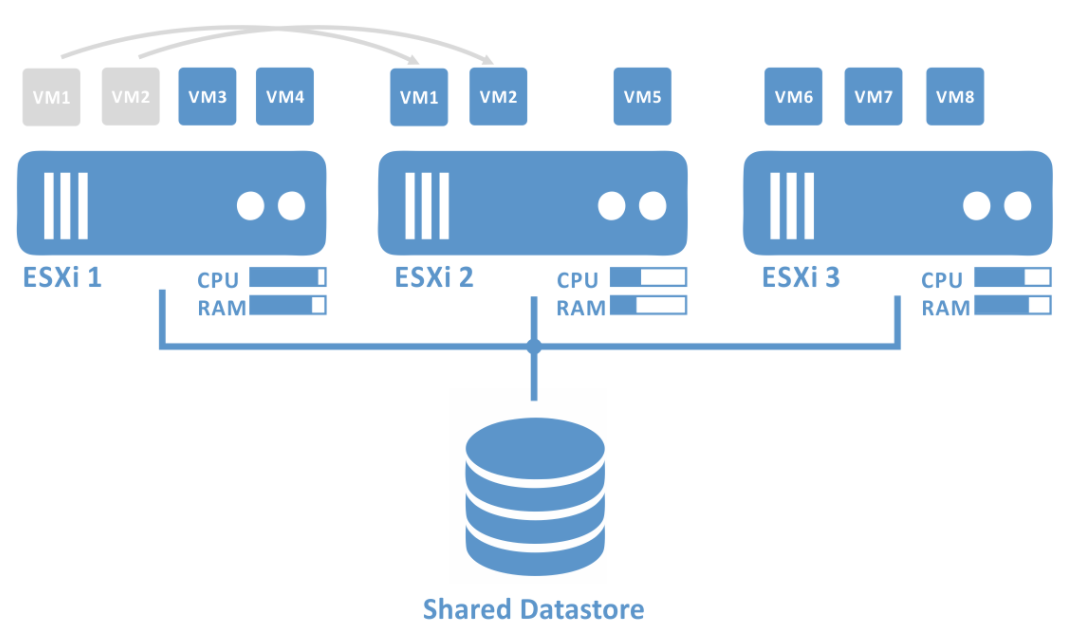 VM1 VM2 VM3 VM4 VM1 VM2 VM5 VM6 VM7 VM8
ESXi 1 CPU ESXi 2 CPU ESXi 3 CPU
RAM RAM RAM
Shared Datastore